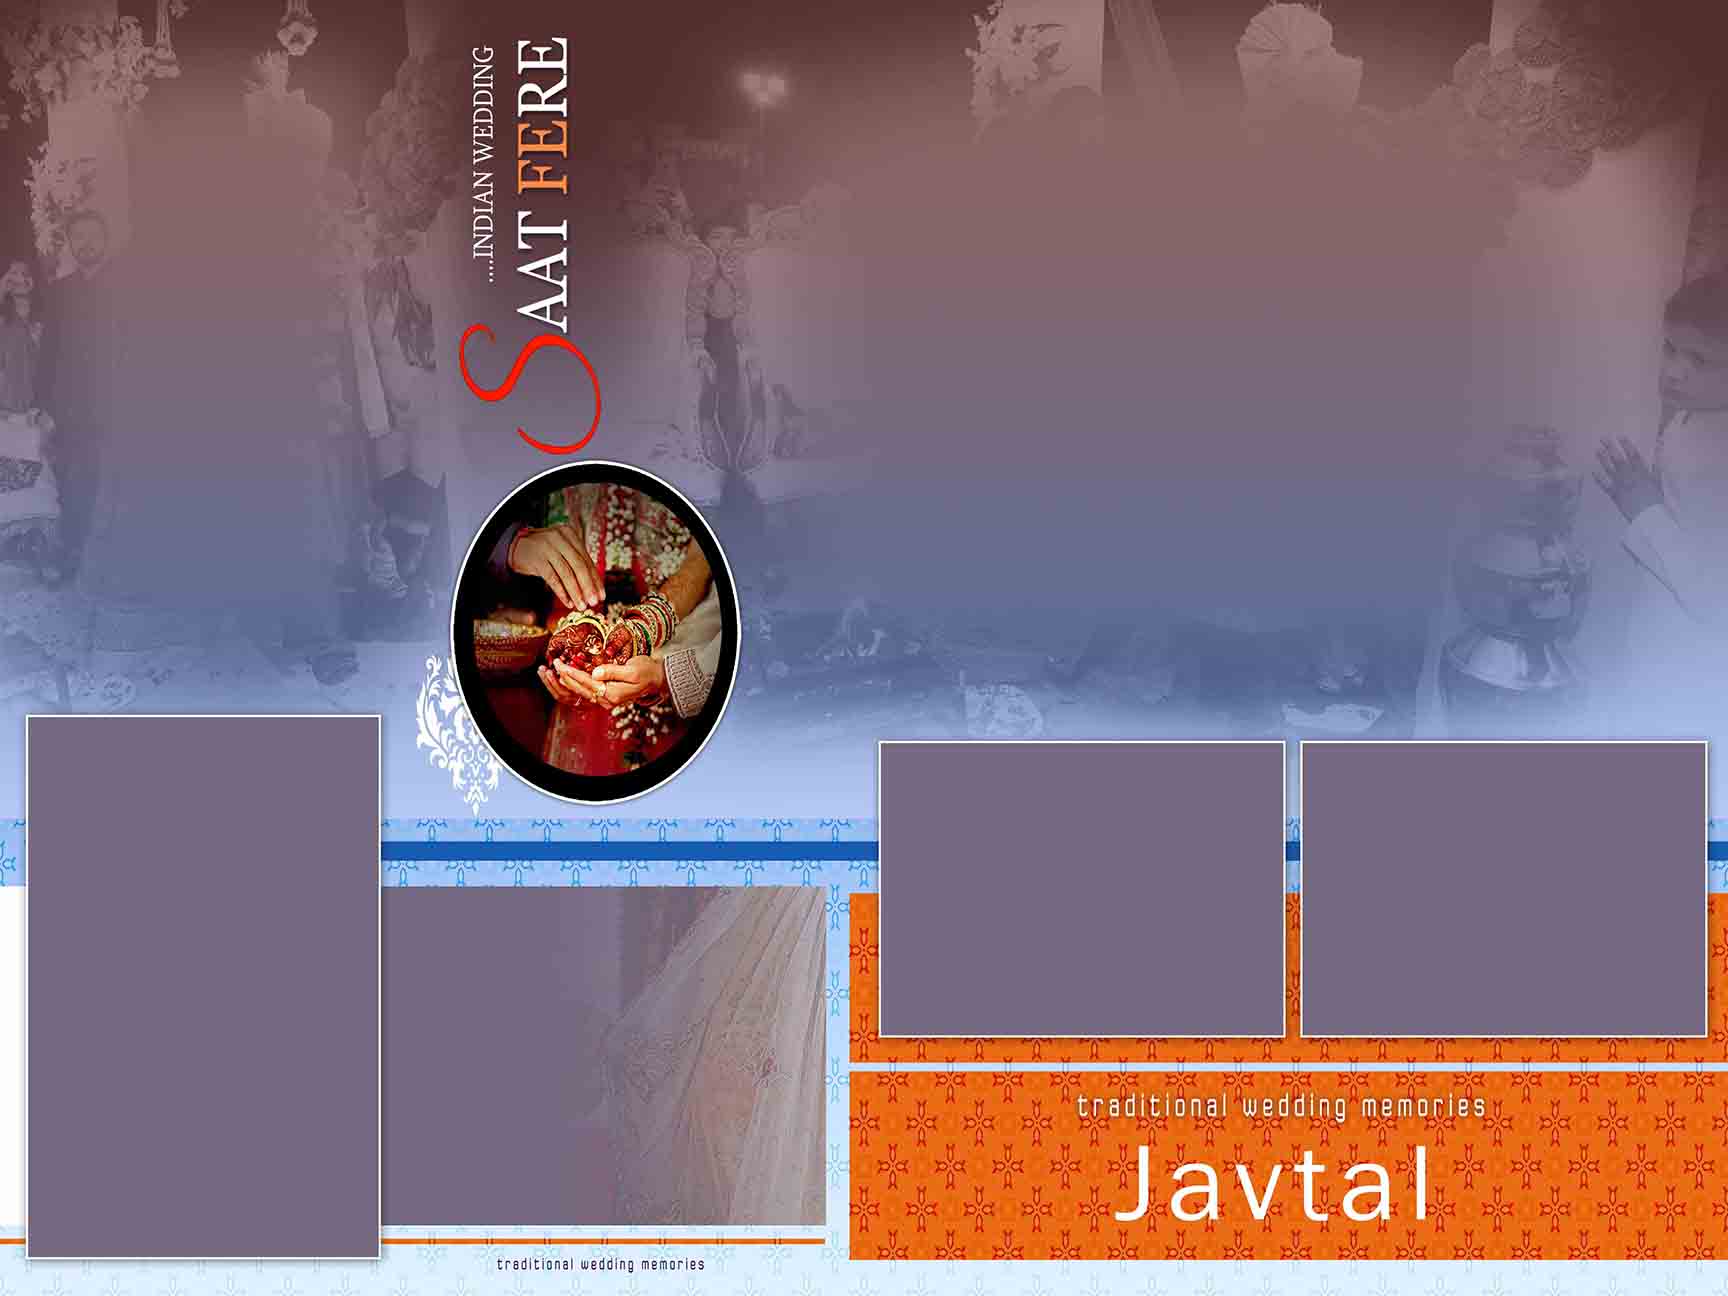 ....INDIAN WEDDING
SAAT FERE
traditional wedding memories
Javtal
traditional wedding memories